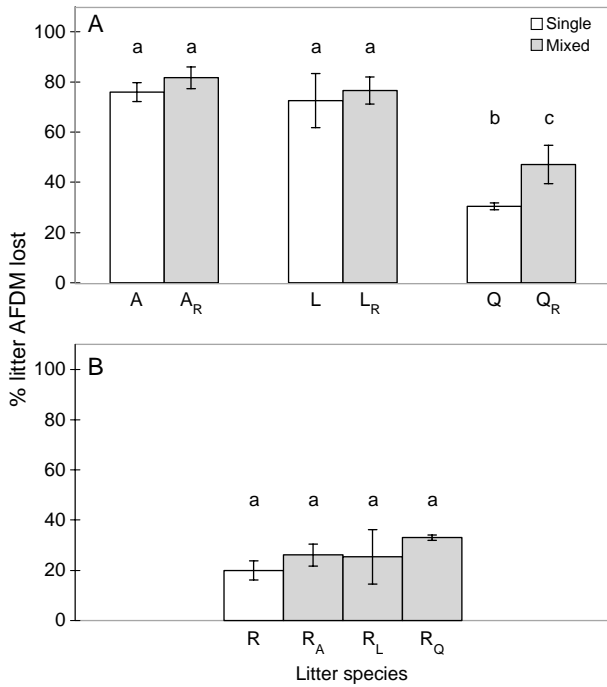 A
Single
Mixed
100
80
60
40
20
0
a a a a b c
A A_R L L_R Q Q_R
% litter AFDM lost
B
100
80
60
40
20
0
a a a a
R R_A R_L R_Q
Litter species